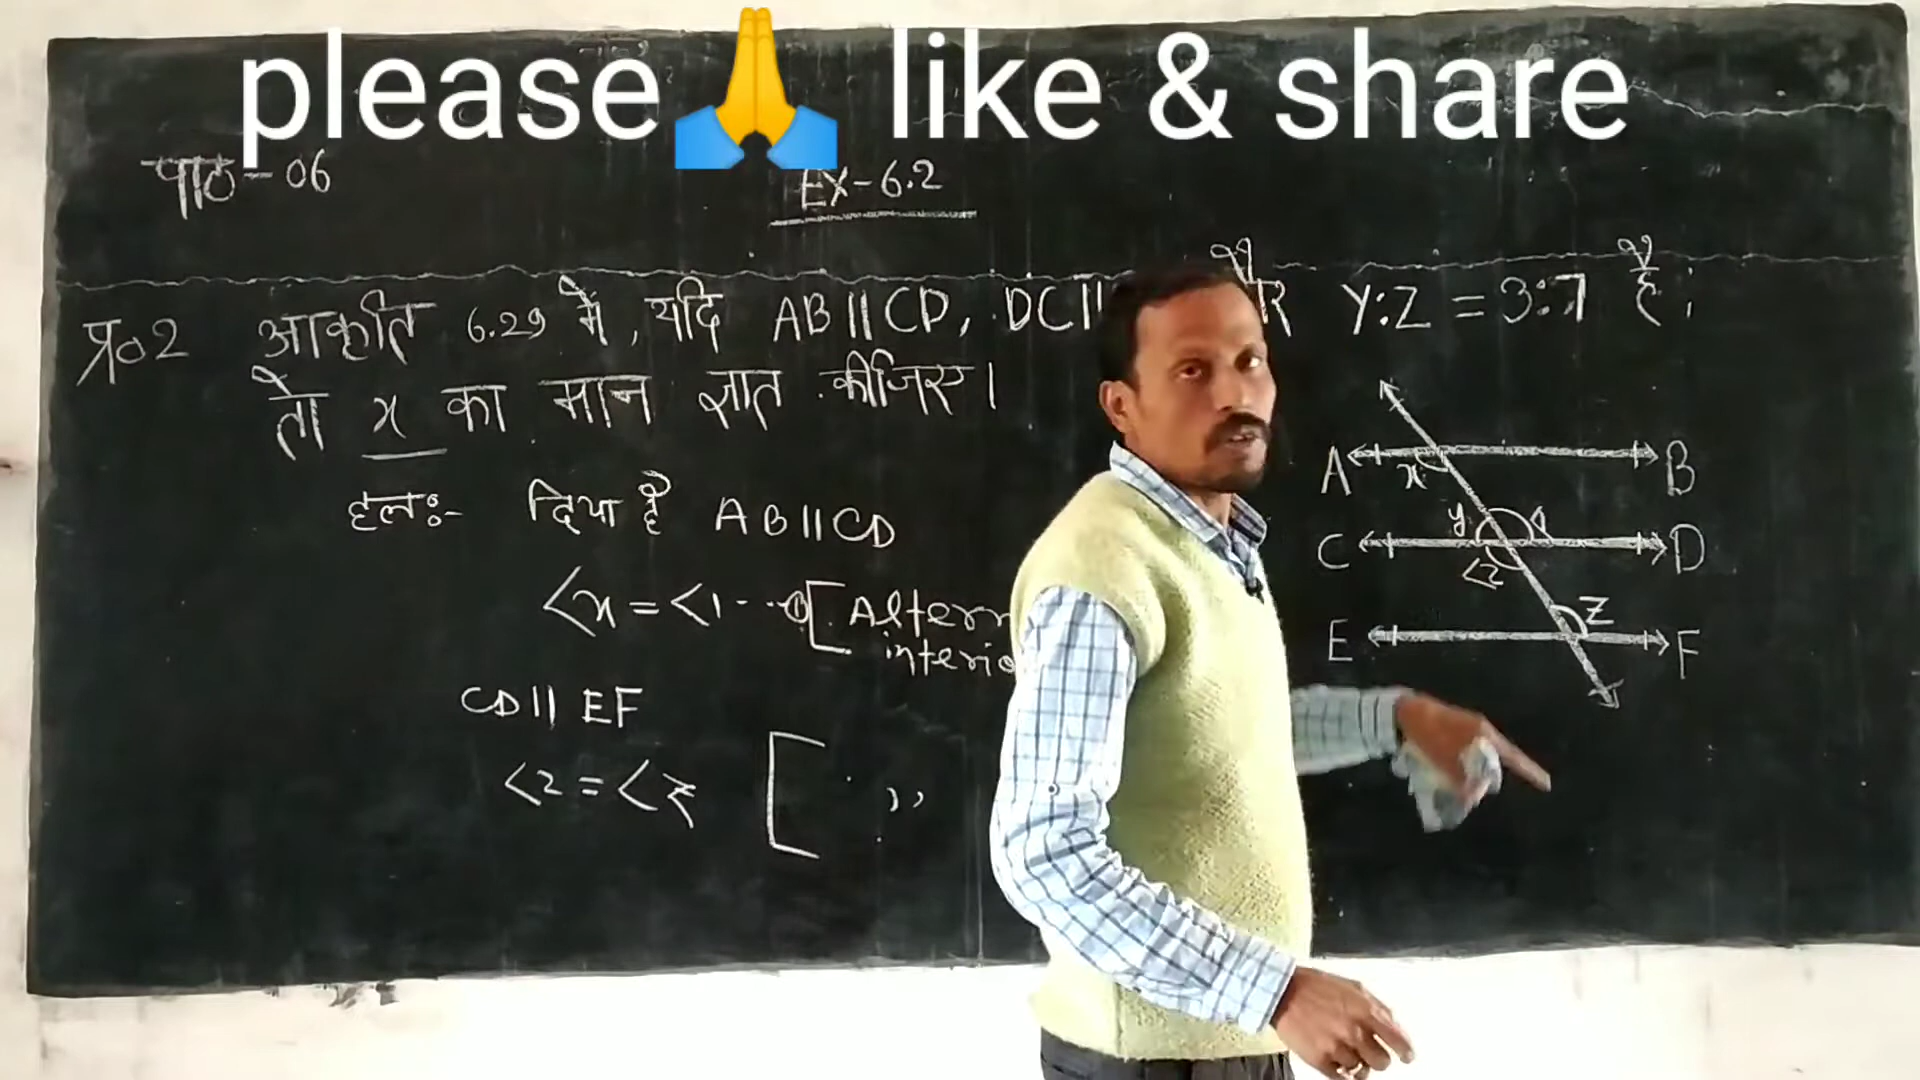 please🙏 like & share
पाठ-06
EX-6.2
प्र०2 आकृति 6.29 में, यदि AB||CD, DC|| Y:Z = 3:7 है,
तो x का मान ज्ञात कीजिए।
हलः- दिया है AB||CD
<x = <1 ---① [Altern
interio
CD || EF
<2 = <z [ ,,
A x B
C y 1 D
<2
Z
E F